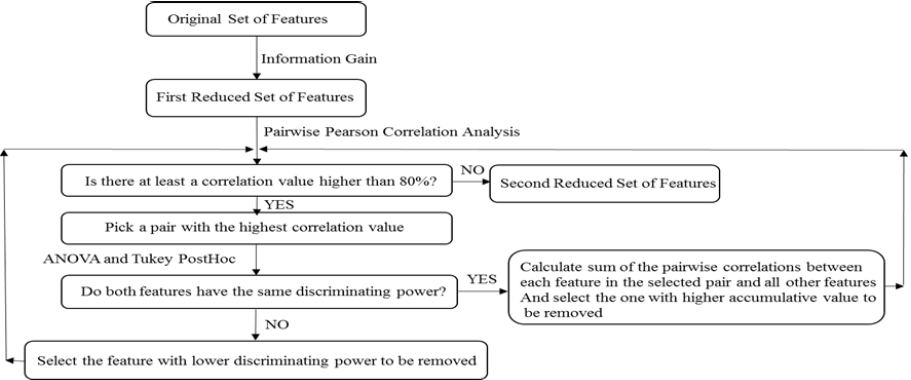 Original Set of Features
Information Gain
First Reduced Set of Features
Pairwise Pearson Correlation Analysis
Is there at least a correlation value higher than 80%?
NO
Second Reduced Set of Features
YES
Pick a pair with the highest correlation value
ANOVA and Tukey PostHoc
Do both features have the same discriminating power?
YES
Calculate sum of the pairwise correlations between
each feature in the selected pair and all other features
And select the one with higher accumulative value to
be removed
NO
Select the feature with lower discriminating power to be removed